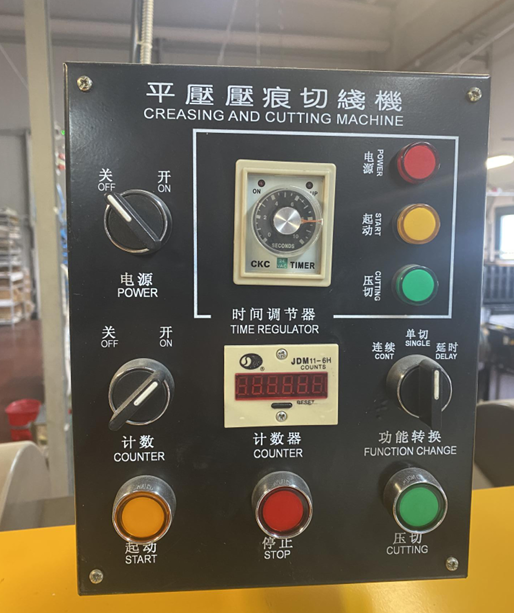 平壓壓痕切綫機
CREASING AND CUTTING MACHINE
关 开
OFF ON
电源
POWER
ON
SECONDS
CKC TIMER
时间调节器
TIME REGULATOR
电源
POWER
起动
START
压切
CUTTING
关 开
OFF ON
计数
COUNTER
JDM11-6H
COUNTS
RESET
计数器
COUNTER
单切
连续 SINGLE 延时
CONT DELAY
功能转换
FUNCTION CHANGE
起动
START
停止
STOP
压切
CUTTING